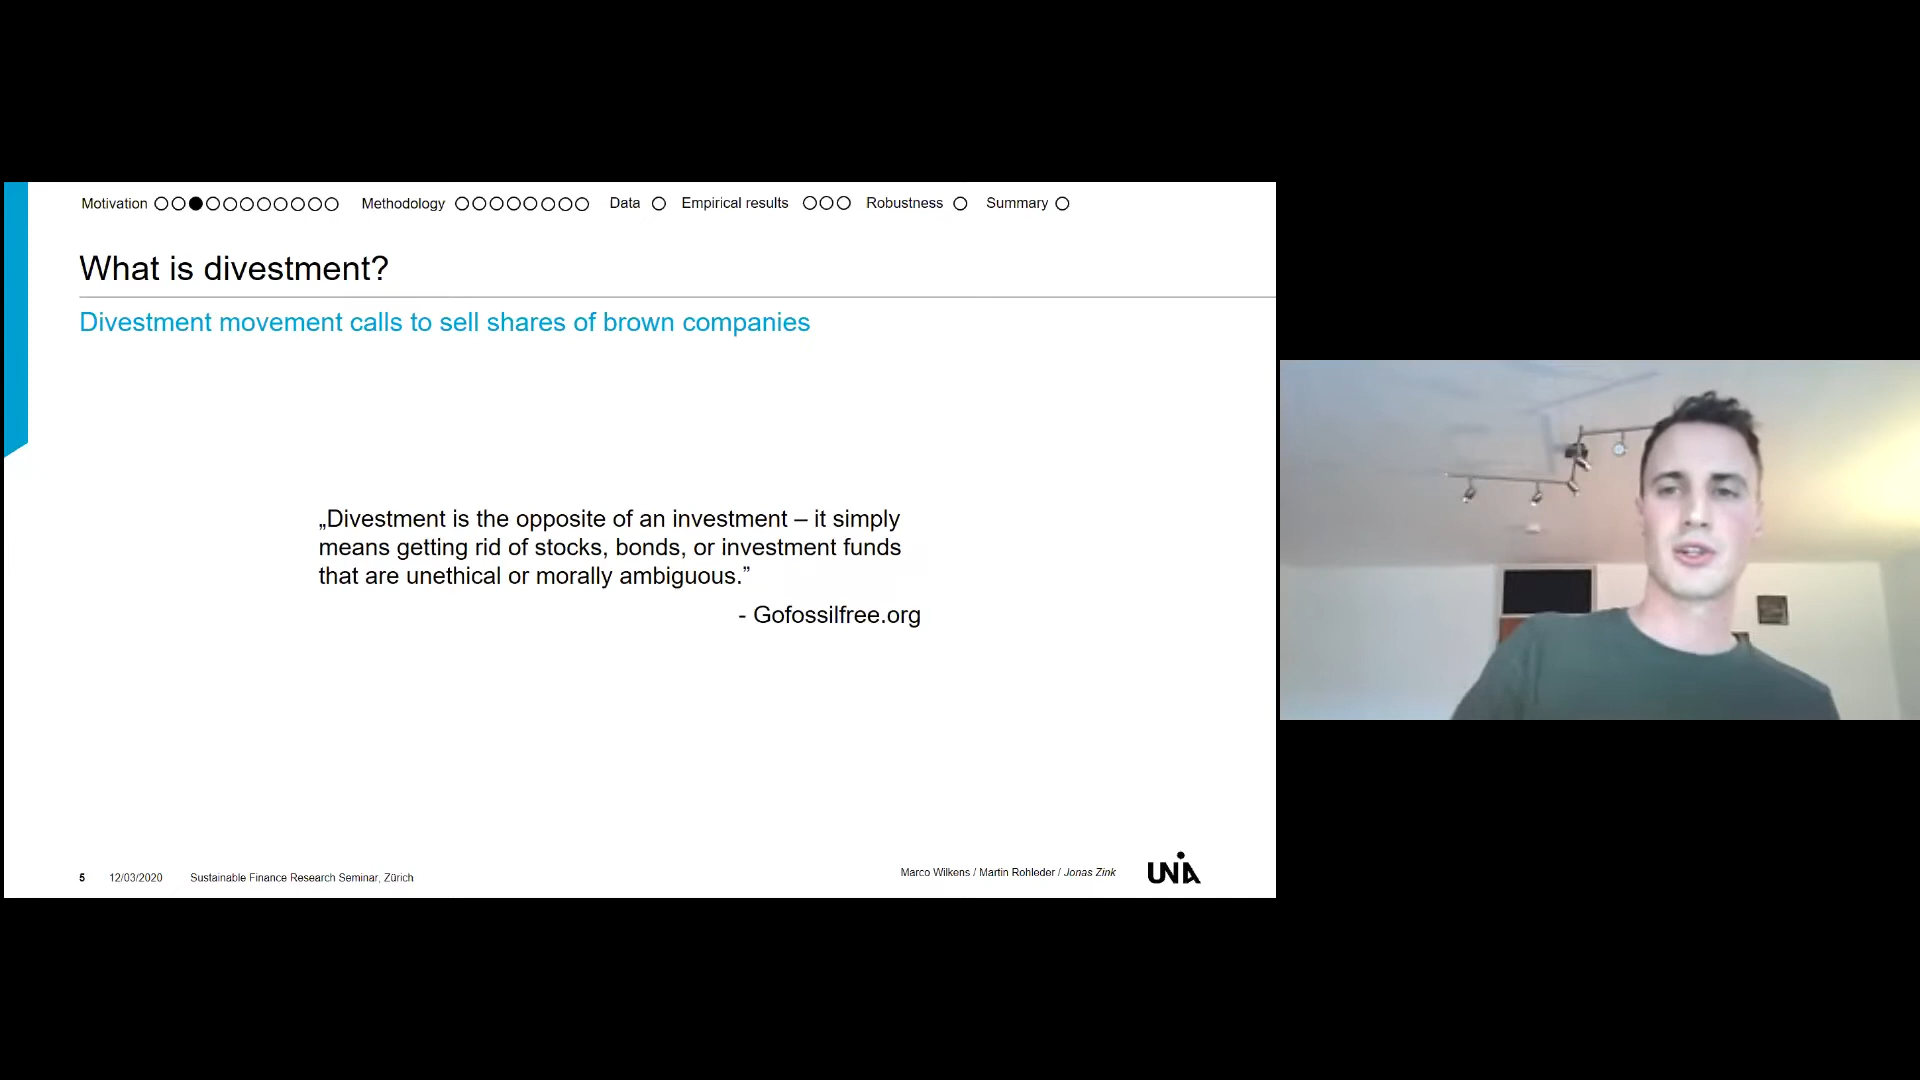 Motivation Methodology Data Empirical results Robustness Summary
What is divestment?
Divestment movement calls to sell shares of brown companies
„Divestment is the opposite of an investment – it simply
means getting rid of stocks, bonds, or investment funds
that are unethical or morally ambiguous.”
- Gofossilfree.org
5 12/03/2020 Sustainable Finance Research Seminar, Zürich
Marco Wilkens / Martin Rohleder / Jonas Zink
UNIA